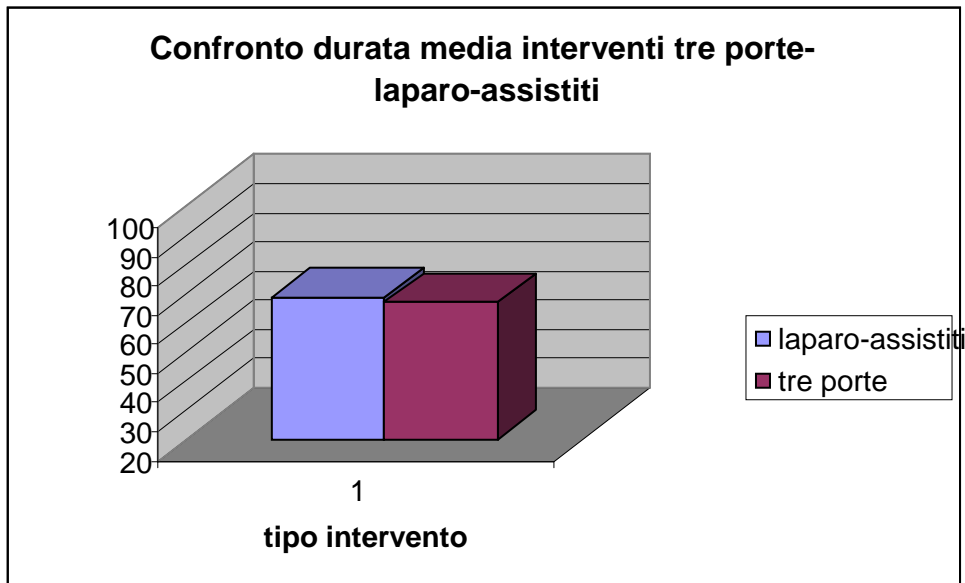 Confronto durata media interventi tre porte-
laparo-assistiti
100
90
80
70
60
50
40
30
20
1
tipo intervento
laparo-assistiti
tre porte